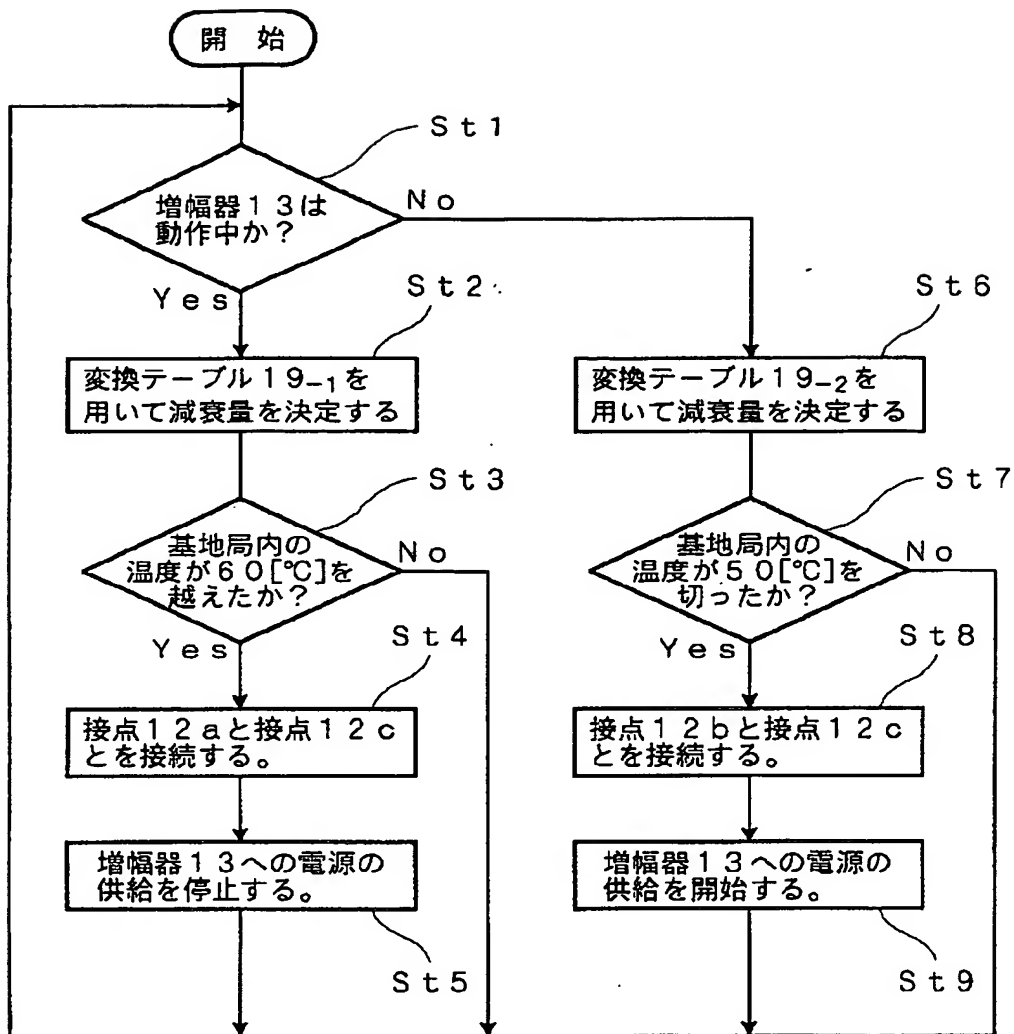 開 始
St1
増幅器13は
動作中か?
No
Yes
St2
変換テーブル19-1を
用いて減衰量を決定する
St6
変換テーブル19-2を
用いて減衰量を決定する
St3
基地局内の
温度が60[℃]を
越えたか?
No
Yes
St7
基地局内の
温度が50[℃]を
切ったか?
No
Yes
St4
接点12aと接点12c
とを接続する。
St8
接点12bと接点12c
とを接続する。
増幅器13への電源の
供給を停止する。
St5
増幅器13への電源の
供給を開始する。
St9